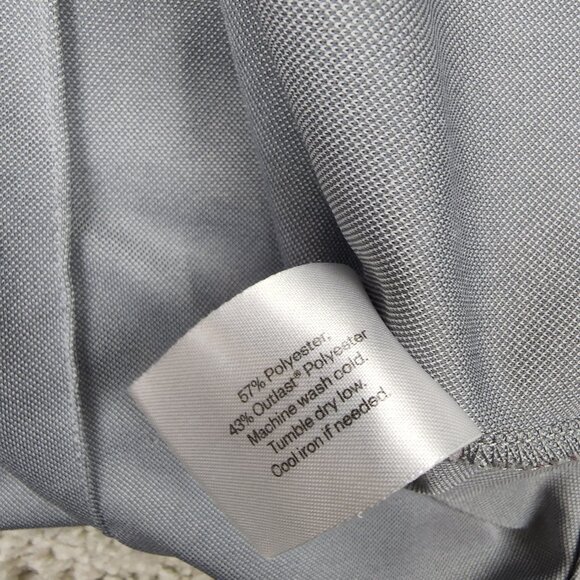 57% Polyester.
43% Outlast® Polyester
Machine wash cold.
Tumble dry low.
Cool iron if needed.